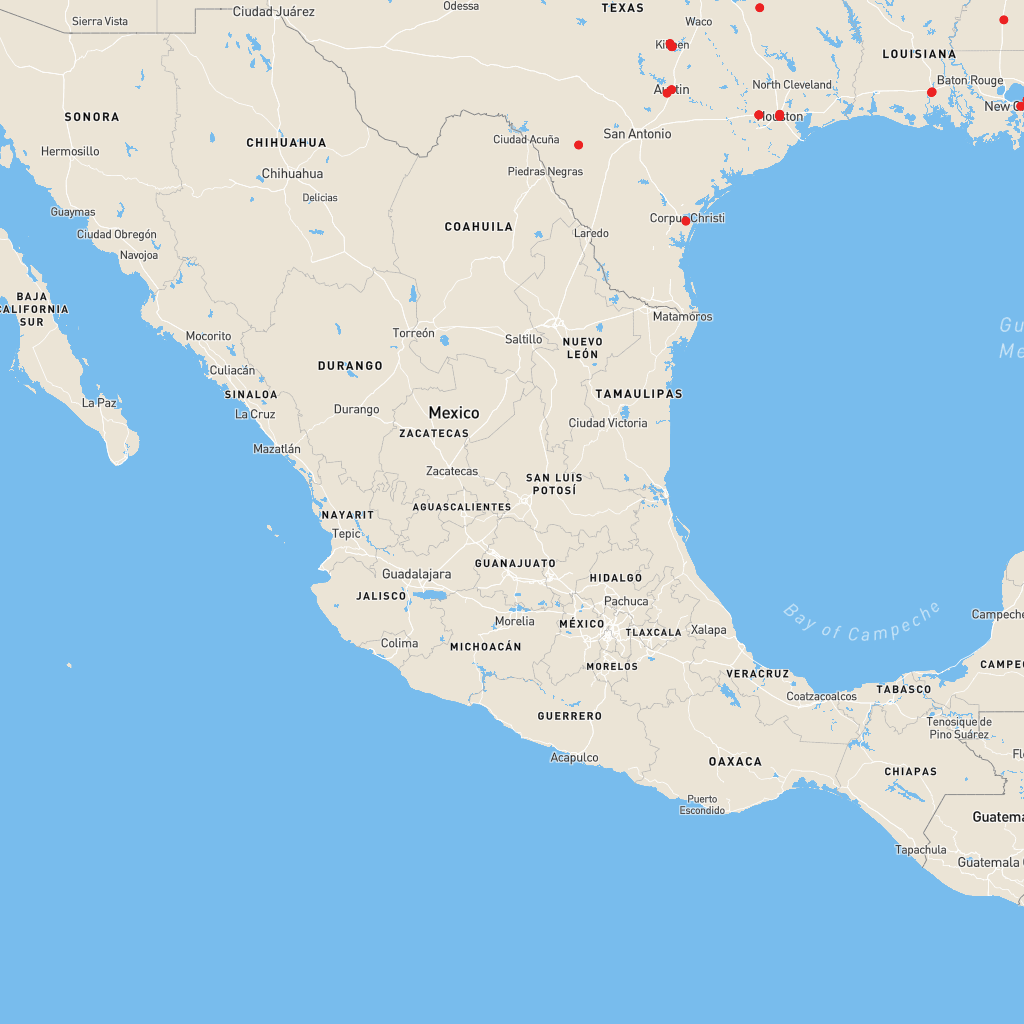 Odessa
TEXAS
Ciudad Juárez
Sierra Vista
Waco
Killeen
LOUISIANA
Baton Rouge
North Cleveland
Austin
New O
SONORA
Houston
San Antonio
Ciudad Acuña
CHIHUAHUA
Hermosillo
Chihuahua
Piedras Negras
Delicias
Guaymas
Corpus Christi
COAHUILA
Ciudad Obregón
Laredo
Navojoa
BAJA
CALIFORNIA
SUR
Matamoros
Gu
Me
Mocorito
Torreón
Saltillo
NUEVO
LEÓN
Culiacán
DURANGO
SINALOA
TAMAULIPAS
La Paz
La Cruz
Durango
Mexico
Ciudad Victoria
ZACATECAS
Mazatlán
Zacatecas
SAN LUIS
POTOSÍ
AGUASCALIENTES
NAYARIT
Tepic
GUANAJUATO
Guadalajara
HIDALGO
JALISCO
Pachuca
Bay of Campeche
Campeche
Morelia
MÉXICO
TLAXCALA
Xalapa
Colima
MICHOACÁN
MORELOS
CAMPEC
VERACRUZ
TABASCO
Coatzacoalcos
GUERRERO
Tenosique de
Pino Suárez
Acapulco
OAXACA
Flo
CHIAPAS
Puerto
Escondido
Guatema
Tapachula
Guatemala